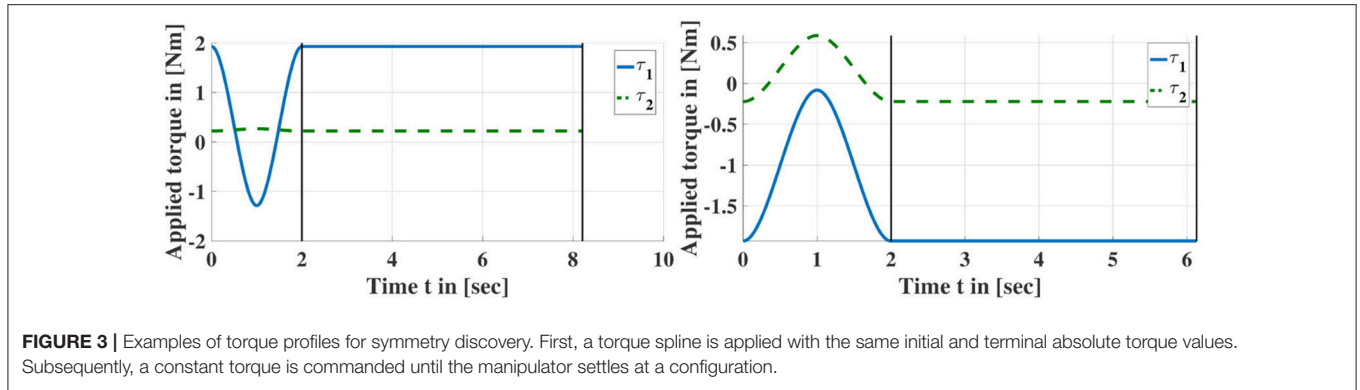 Applied torque in [Nm]
2
1
0
-1
-2
τ1
τ2
0 2 4 6 8 10
Time t in [sec]
Applied torque in [Nm]
0.5
0
-0.5
-1
-1.5
τ1
τ2
0 1 2 3 4 5 6
Time t in [sec]
FIGURE 3 | Examples of torque profiles for symmetry discovery. First, a torque spline is applied with the same initial and terminal absolute torque values.
Subsequently, a constant torque is commanded until the manipulator settles at a configuration.